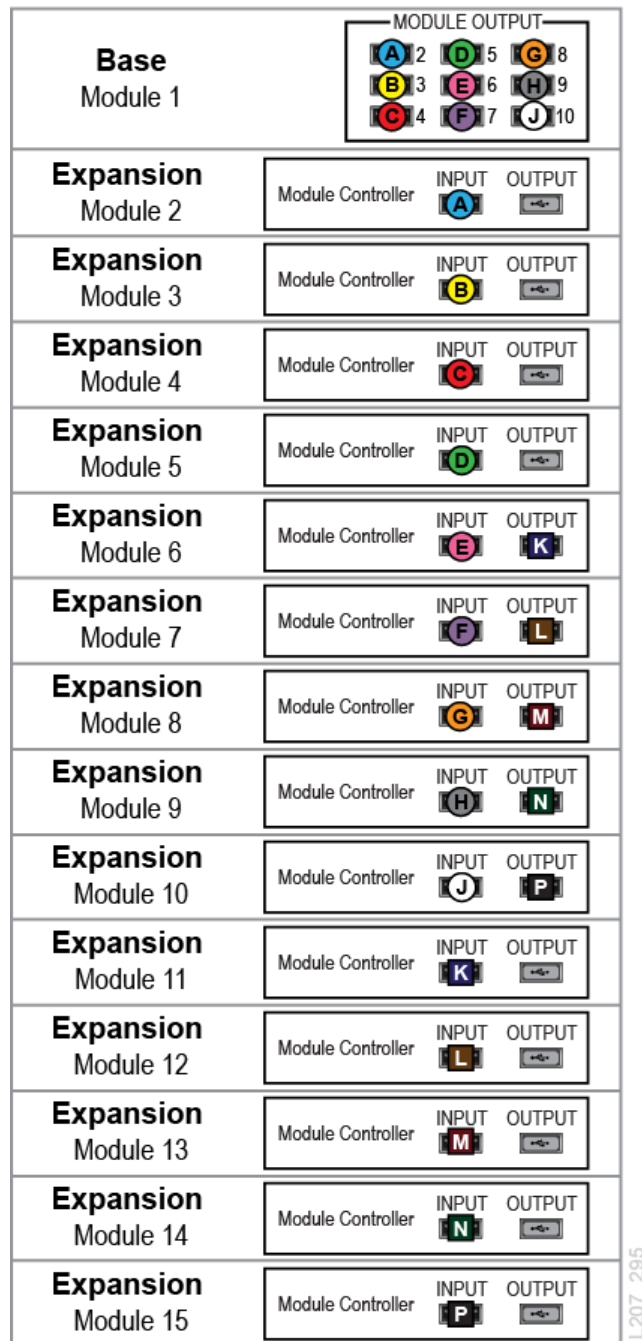 MODULE OUTPUT
Base
Module 1
A 2 D 5 G 8
B 3 E 6 H 9
C 4 F 7 J 10
Expansion
Module 2
Module Controller
INPUT OUTPUT
A
Expansion
Module 3
Module Controller
INPUT OUTPUT
B
Expansion
Module 4
Module Controller
INPUT OUTPUT
C
Expansion
Module 5
Module Controller
INPUT OUTPUT
D
Expansion
Module 6
Module Controller
INPUT OUTPUT
E K
Expansion
Module 7
Module Controller
INPUT OUTPUT
F L
Expansion
Module 8
Module Controller
INPUT OUTPUT
G M
Expansion
Module 9
Module Controller
INPUT OUTPUT
H N
Expansion
Module 10
Module Controller
INPUT OUTPUT
J P
Expansion
Module 11
Module Controller
INPUT OUTPUT
K
Expansion
Module 12
Module Controller
INPUT OUTPUT
L
Expansion
Module 13
Module Controller
INPUT OUTPUT
M
Expansion
Module 14
Module Controller
INPUT OUTPUT
N
Expansion
Module 15
Module Controller
INPUT OUTPUT
P
207_295